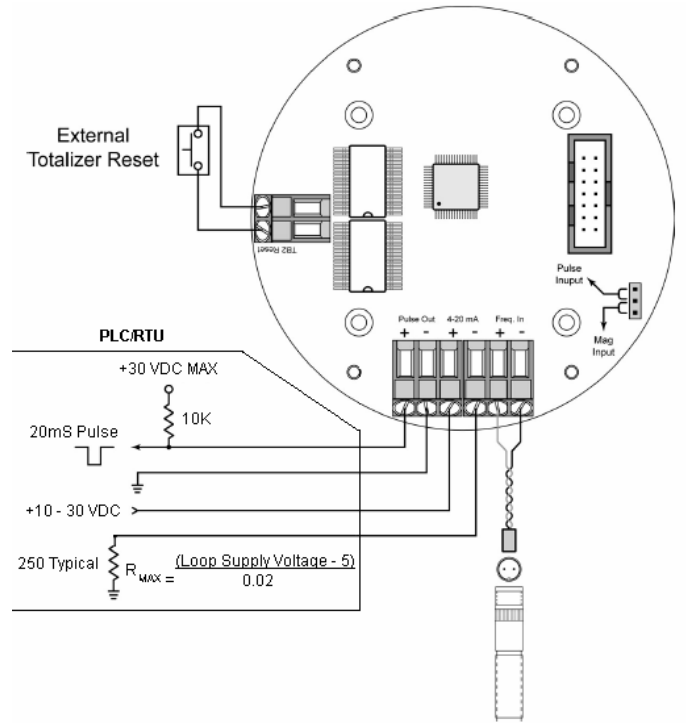 External
Totalizer Reset
TB2 Reset
Pulse
Inuput
Mag
Input
Pulse Out 4-20 mA Freq. In
+ - + - + -
PLC/RTU
+30 VDC MAX
10K
20mS Pulse
+10 - 30 VDC
250 Typical
R MAX = (Loop Supply Voltage - 5)
0.02